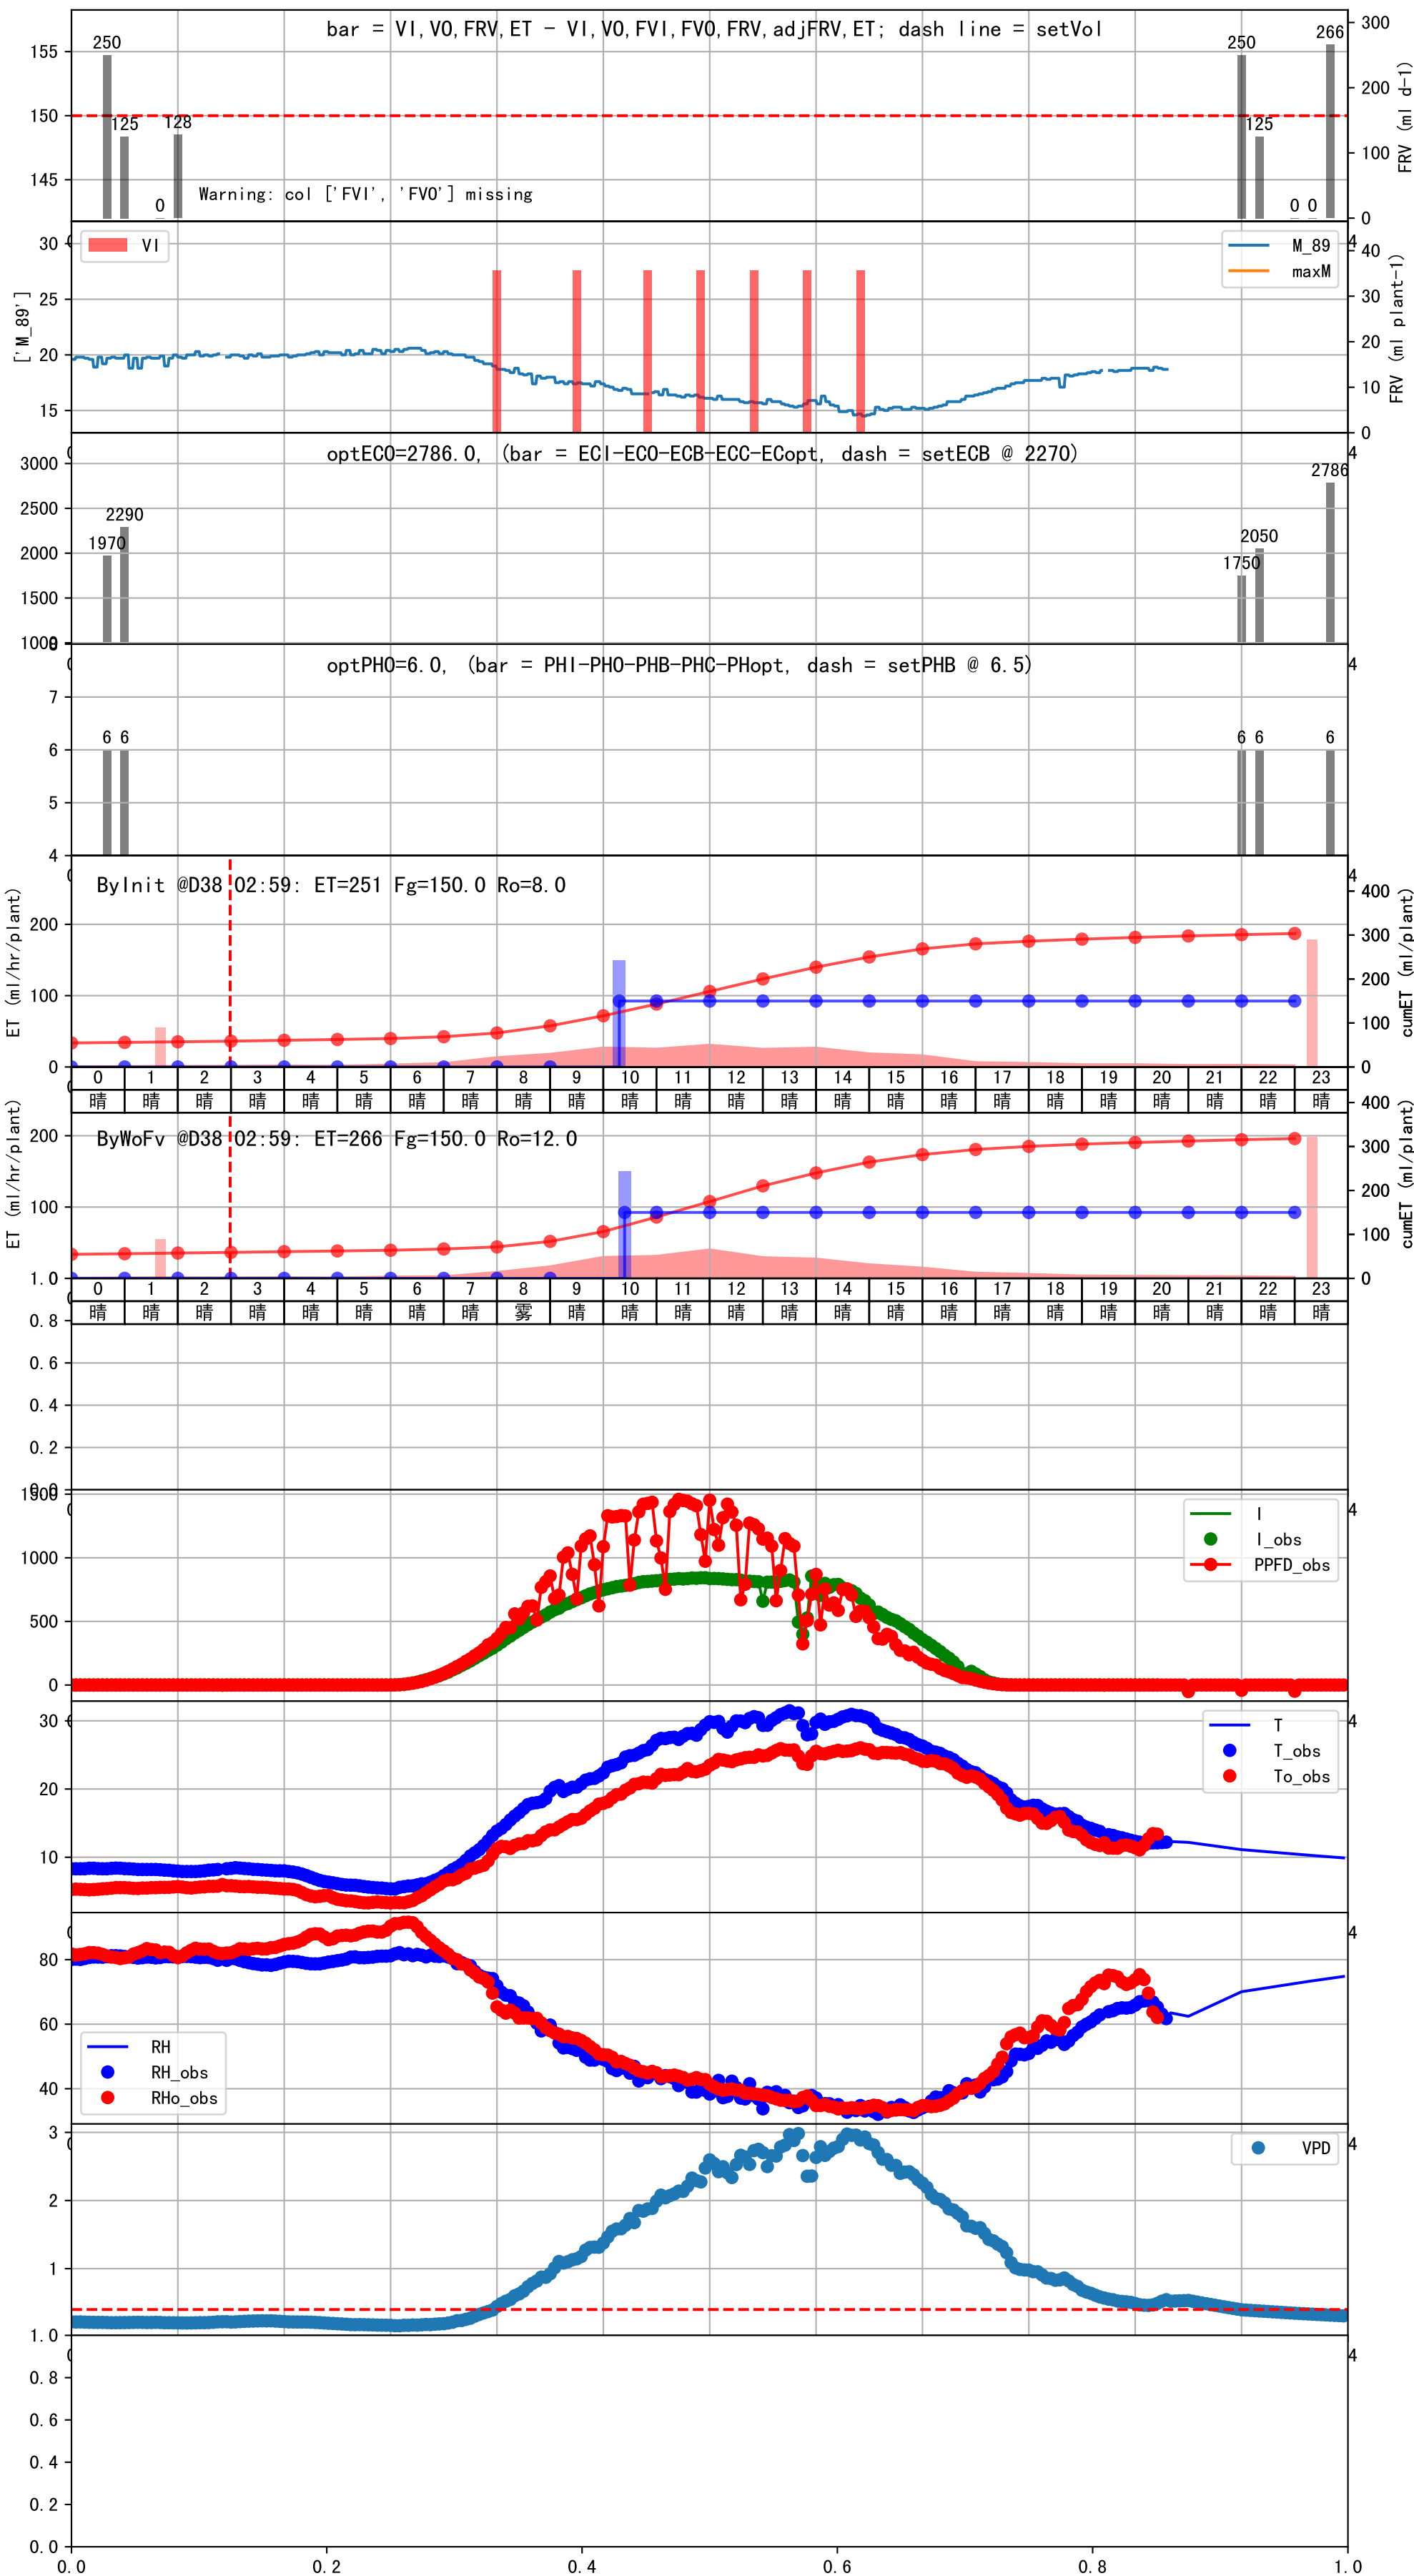 bar = VI,VO,FRV,ET - VI,VO,FVI,FVO,FRV,adjFRV,ET; dash line = setVol
250
125
0
128
250
125
0 0
266
Warning: col ['FVI', 'FVO'] missing
155
150
145
300
200
100
0
FRV (ml d-1)
VI
M_89
maxM
['M_89']
30
25
20
15
40
30
20
10
0
FRV (ml plant-1)
optECO=2786.0, (bar = ECI-ECO-ECB-ECC-ECopt, dash = setECB @ 2270)
1970
2290
1750
2050
2786
3000
2500
2000
1500
1000
optPHO=6.0, (bar = PHI-PHO-PHB-PHC-PHopt, dash = setPHB @ 6.5)
6 6
6 6
6
7
6
5
4
ByInit @D38 02:59: ET=251 Fg=150.0 Ro=8.0
ET (ml/hr/plant)
200
100
0
400
300
200
100
0
cumET (ml/plant)
0 1 2 3 4 5 6 7 8 9 10 11 12 13 14 15 16 17 18 19 20 21 22 23
晴 晴 晴 晴 晴 晴 晴 晴 晴 晴 晴 晴 晴 晴 晴 晴 晴 晴 晴 晴 晴 晴 晴 晴
ByWoFv @D38 02:59: ET=266 Fg=150.0 Ro=12.0
ET (ml/hr/plant)
200
100
400
300
200
100
0
cumET (ml/plant)
0 1 2 3 4 5 6 7 8 9 10 11 12 13 14 15 16 17 18 19 20 21 22 23
晴 晴 晴 晴 晴 晴 晴 晴 雾 晴 晴 晴 晴 晴 晴 晴 晴 晴 晴 晴 晴 晴 晴 晴
1.0
0.8
0.6
0.4
0.2
I
I_obs
PPFD_obs
1500
1000
500
0
T
T_obs
To_obs
30
20
10
RH
RH_obs
RHo_obs
80
60
40
VPD
3
2
1
1.0
0.8
0.6
0.4
0.2
0.0
0.0 0.2 0.4 0.6 0.8 1.0